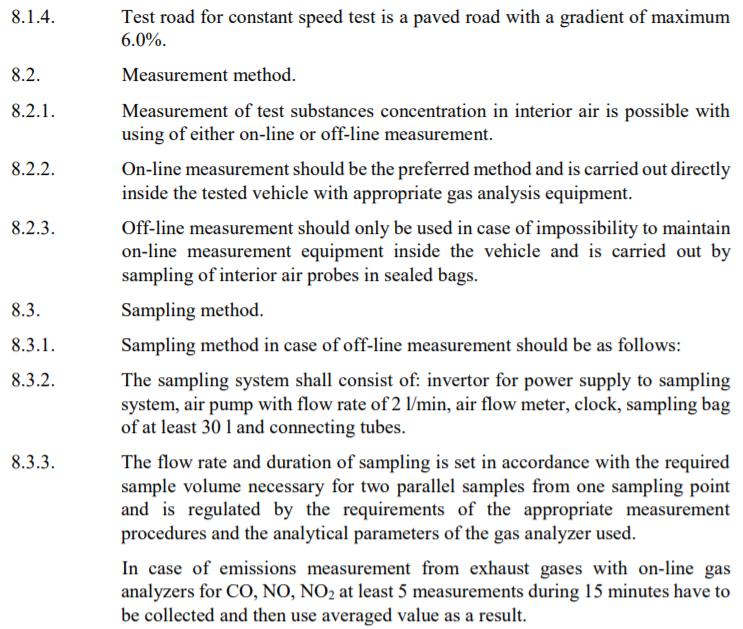 8.1.4. Test road for constant speed test is a paved road with a gradient of maximum
6.0%.
8.2. Measurement method.
8.2.1. Measurement of test substances concentration in interior air is possible with
using of either on-line or off-line measurement.
8.2.2. On-line measurement should be the preferred method and is carried out directly
inside the tested vehicle with appropriate gas analysis equipment.
8.2.3. Off-line measurement should only be used in case of impossibility to maintain
on-line measurement equipment inside the vehicle and is carried out by
sampling of interior air probes in sealed bags.
8.3. Sampling method.
8.3.1. Sampling method in case of off-line measurement should be as follows:
8.3.2. The sampling system shall consist of: invertor for power supply to sampling
system, air pump with flow rate of 2 l/min, air flow meter, clock, sampling bag
of at least 30 l and connecting tubes.
8.3.3. The flow rate and duration of sampling is set in accordance with the required
sample volume necessary for two parallel samples from one sampling point
and is regulated by the requirements of the appropriate measurement
procedures and the analytical parameters of the gas analyzer used.
In case of emissions measurement from exhaust gases with on-line gas
analyzers for CO, NO, NO₂ at least 5 measurements during 15 minutes have to
be collected and then use averaged value as a result.